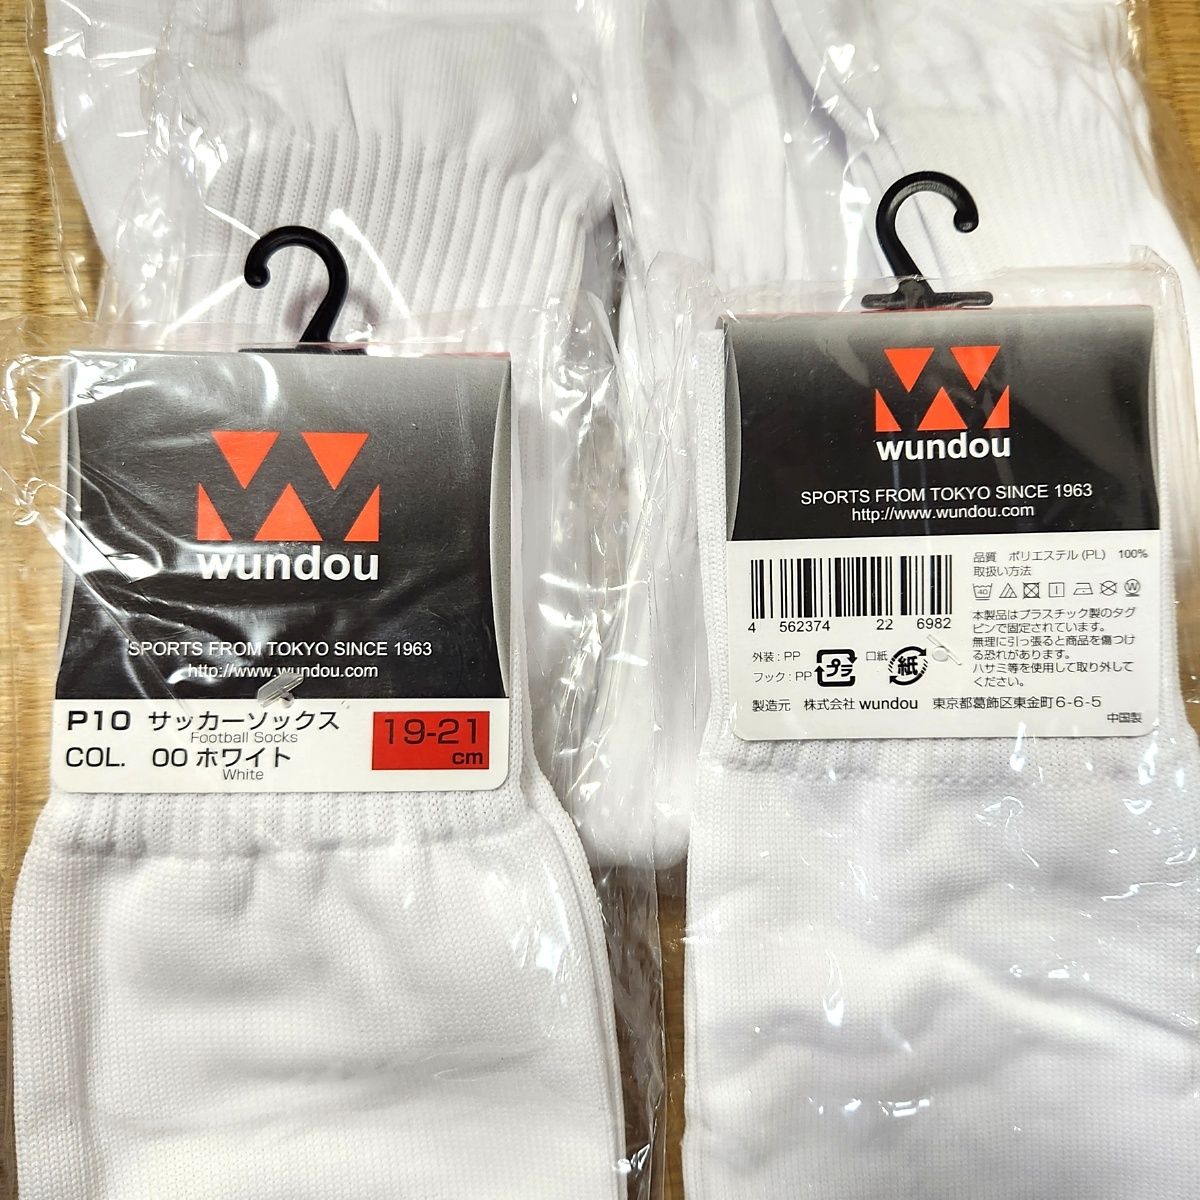 wundou
SPORTS FROM TOKYO SINCE 1963
http://www.wundou.com
P10 サッカーソックス
Football Socks
COL. 00 ホワイト
White
19-21
cm
wundou
SPORTS FROM TOKYO SINCE 1963
http://www.wundou.com
4 562374 22 6982
品質 ポリエステル(PL) 100%
取扱い方法
40 W
本製品はプラスチック製のタグ
ピンで固定されています。
無理に引っ張ると商品を傷つけ
る恐れがあります。
ハサミ等を使用して取り外して
ください。
外装:PP
フック:PP
プラ
口紙
紙
製造元 株式会社 wundou 東京都葛飾区東金町6-6-5
中国製